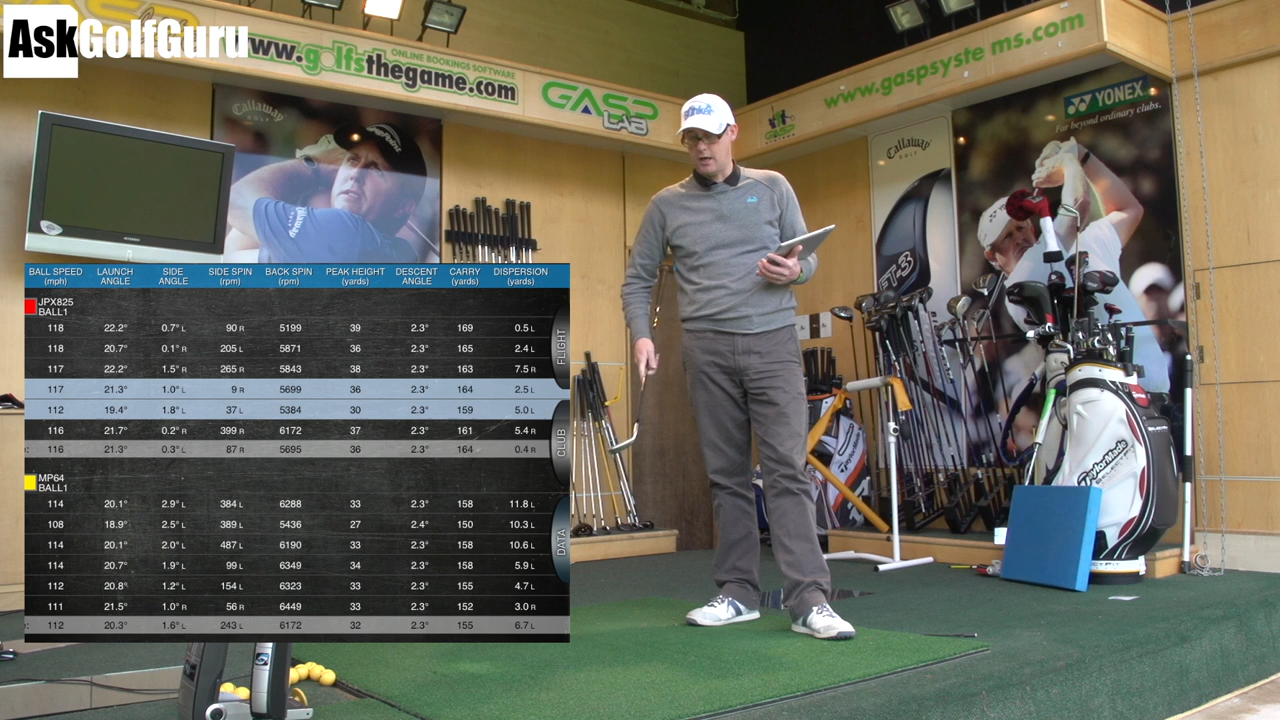 AskGolfGuru
www.golfsthegame.com
ONLINE BOOKINGS SOFTWARE
GASP
LAB
www.gaspsystems.com
Callaway
GOLF
Callaway
GOLF
YONEX
Far beyond ordinary clubs.
FT-3
TaylorMade
BALL SPEED (mph) LAUNCH ANGLE SIDE ANGLE SIDE SPIN (rpm) BACK SPIN (rpm) PEAK HEIGHT (yards) DESCENT ANGLE CARRY (yards) DISPERSION (yards)
JPX825
BALL1
118 22.2° 0.7° L 90 R 5199 39 2.3° 169 0.5 L
118 20.7° 0.1° R 205 L 5871 36 2.3° 165 2.4 L
117 22.2° 1.5° R 265 R 5843 38 2.3° 163 7.5 R
117 21.3° 1.0° L 9 R 5699 36 2.3° 164 2.5 L
112 19.4° 1.8° L 37 L 5384 30 2.3° 159 5.0 L
116 21.7° 0.2° R 399 R 6172 37 2.3° 161 5.4 R
116 21.3° 0.3° L 87 R 5695 36 2.3° 164 0.4 R
MP64
BALL1
114 20.1° 2.9° L 384 L 6288 33 2.3° 158 11.8 L
108 18.9° 2.5° L 389 L 5436 27 2.4° 150 10.3 L
114 20.1° 2.0° L 487 L 6190 33 2.3° 158 10.6 L
114 20.7° 1.9° L 99 L 6349 34 2.3° 158 5.9 L
112 20.8° 1.2° L 154 L 6323 33 2.3° 155 4.7 L
111 21.5° 1.0° R 56 R 6449 33 2.3° 152 3.0 R
112 20.3° 1.6° L 243 L 6172 32 2.3° 155 6.7 L
FLIGHT
CLUB
DATA